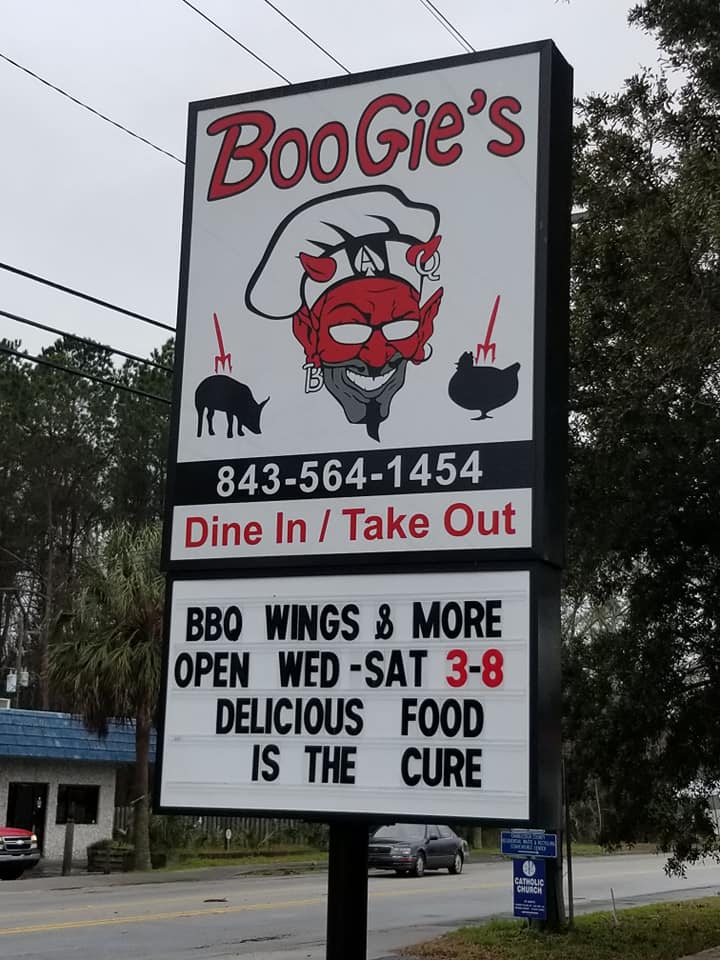 BooGie's
A
Q
B
843-564-1454
Dine In / Take Out
BBQ WINGS & MORE
OPEN WED-SAT 3-8
DELICIOUS FOOD
IS THE CURE
CATHOLIC
CHURCH